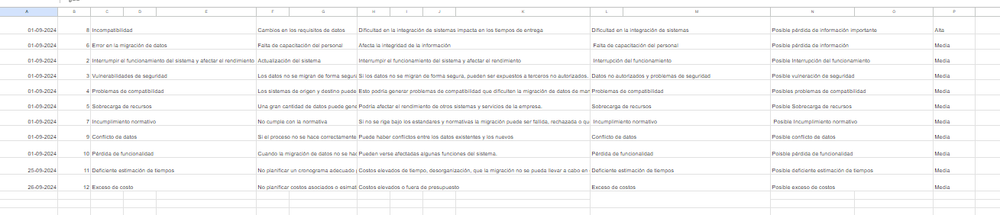 A B C D E F G H I J K L M N O P
01-09-2024 8 Incompatibilidad Cambios en los requisitos de datos Dificultad en la integración de sistemas impacta en los tiempos de entrega Dificultad en la integración de sistemas Posible pérdida de información importante Alta
01-09-2024 6 Error en la migración de datos Falta de capacitación del personal Afecta la integridad de la información Falta de capacitación del personal Posible pérdida de información Media
01-09-2024 2 Interrumpir el funcionamiento del sistema y afectar el rendimiento Actualización del sistema Interrumpir el funcionamiento del sistema y afectar el rendimiento Interrupción del funcionamiento Posible Interrupción del funcionamiento Media
01-09-2024 3 Vulnerabilidades de seguridad Los datos no se migran de forma segura Si los datos no se migran de forma segura, pueden ser expuestos a terceros no autorizados. Datos no autorizados y problemas de seguridad Posible vulneración de seguridad Media
01-09-2024 4 Problemas de compatibilidad Los sistemas de origen y destino puede Esto podría generar problemas de compatibilidad que dificulten la migración de datos de mar Problemas de compatibilidad Posibles problemas de compatibilidad Media
01-09-2024 5 Sobrecarga de recursos Una gran cantidad de datos puede gene Podría afectar el rendimiento de otros sistemas y servicios de la empresa. Sobrecarga de recursos Posible Sobrecarga de recursos Media
01-09-2024 7 Incumplimiento normativo No cumple con la normativa Si no se rige bajo los estandares y normativas la migración puede ser fallida, rechazada o qu Incumplimiento normativo Posible Incumplimiento normativo Media
01-09-2024 9 Conflicto de datos Si el proceso no se hace correctamente Puede haber conflictos entre los datos existentes y los nuevos Conflicto de datos Posible conflicto de datos Media
01-09-2024 10 Pérdida de funcionalidad Cuando la migración de datos no se hac Pueden verse afectadas algunas funciones del sistema. Pérdida de funcionalidad Poisble pérdida de funcionalidad Media
25-09-2024 11 Deficiente estimación de tiempos No planificar un cronograma adecuado Costos elevados de tiempo, desorganización, que la migración no se pueda llevar a cabo en Deficiente estimación de tiempos Posible deficiente estimación de tiempos Media
26-09-2024 12 Exceso de costo No planificar costos asociados o estimat Costos elevados o fuera de presupuesto Exceso de costos Posible exceso de costos Media